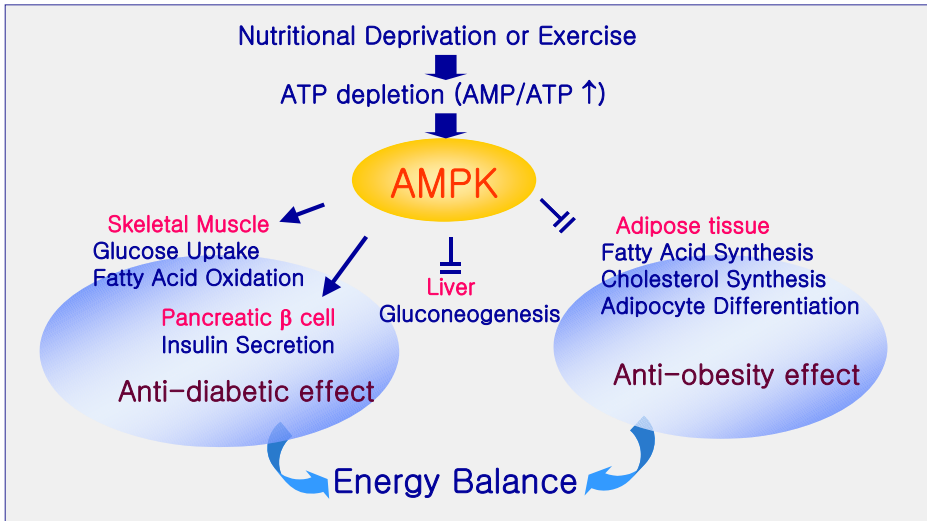 Nutritional Deprivation or Exercise
ATP depletion (AMP/ATP ↑)
AMPK
Skeletal Muscle
Glucose Uptake
Fatty Acid Oxidation
Pancreatic β cell
Insulin Secretion
Anti-diabetic effect
Liver
Gluconeogenesis
Adipose tissue
Fatty Acid Synthesis
Cholesterol Synthesis
Adipocyte Differentiation
Anti-obesity effect
Energy Balance